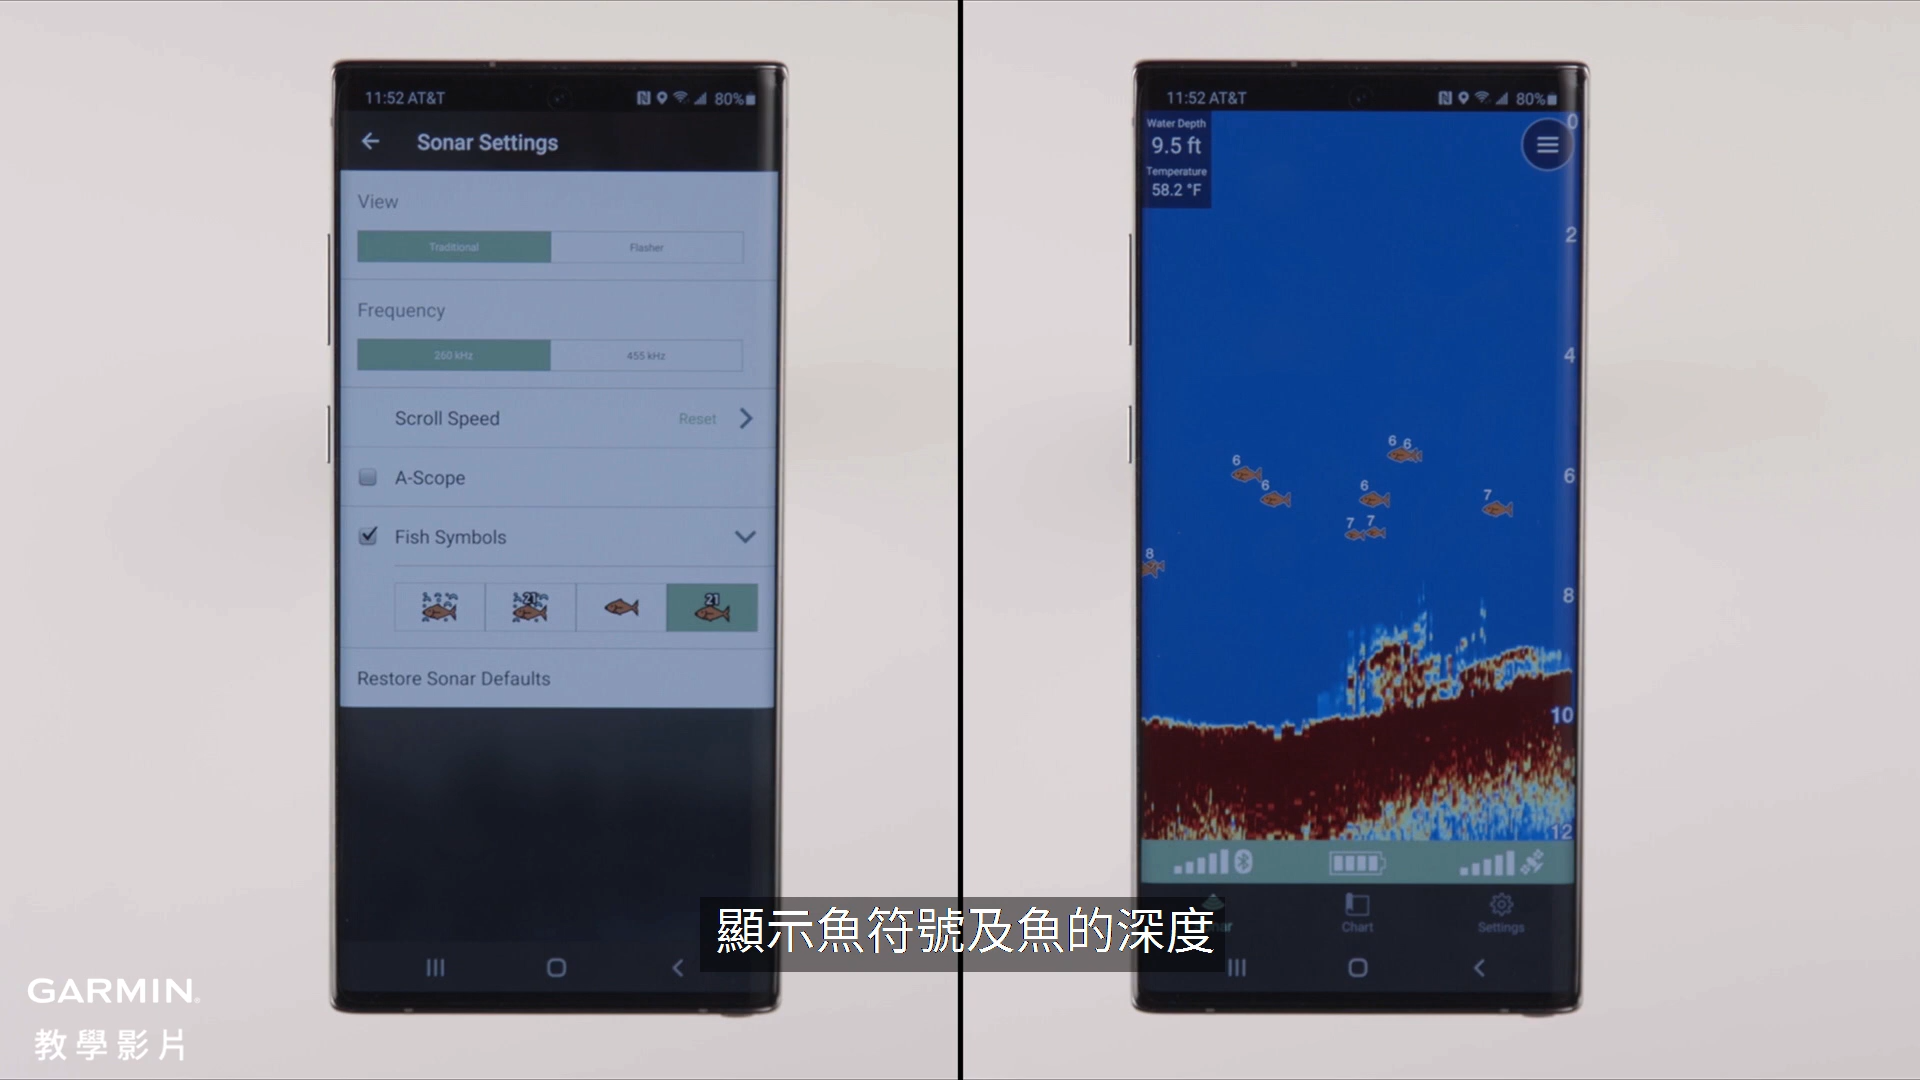 11:52 AT&T
80%
Sonar Settings
View
Traditional
Flasher
Frequency
260 kHz
455 kHz
Scroll Speed
Reset
A-Scope
Fish Symbols
21
21
Restore Sonar Defaults
11:52 AT&T
80%
Water Depth
9.5 ft
Temperature
58.2 °F
0
2
4
6
8
10
12
6 6
6
6
6
7
7 7
8
Chart
Settings
顯示魚符號及魚的深度
GARMIN
教學影片